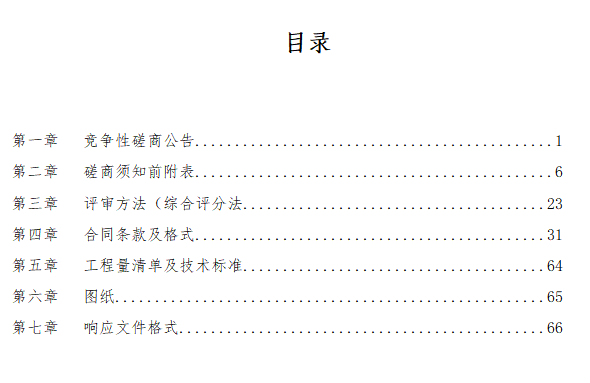 目录
第一章 竞争性磋商公告........................................1
第二章 磋商须知前附表........................................6
第三章 评审方法（综合评分法......................................23
第四章 合同条款及格式............................................31
第五章 工程量清单及技术标准......................................64
第六章 图纸......................................................65
第七章 响应文件格式..............................................66